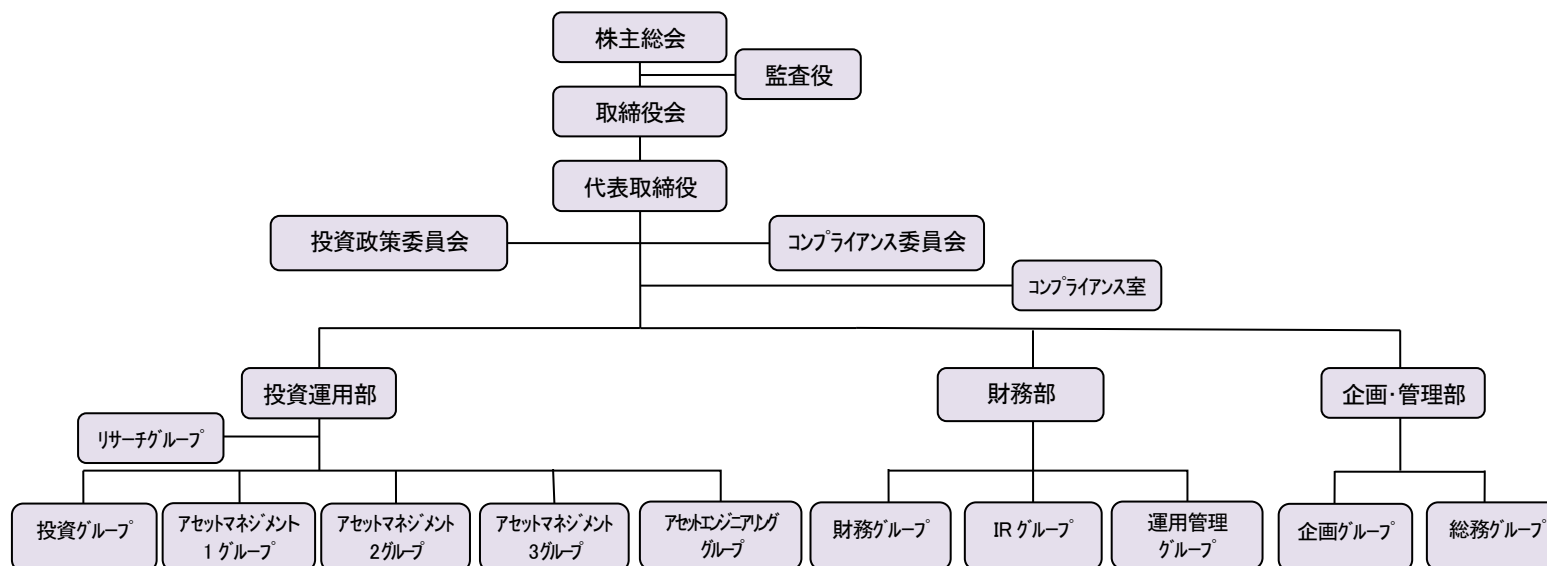 株主総会
監査役
取締役会
代表取締役
投資政策委員会
コンプライアンス委員会
コンプライアンス室
投資運用部
財務部
企画・管理部
リサーチグループ
投資グループ
アセットマネジメント
1グループ
アセットマネジメント
2グループ
アセットマネジメント
3グループ
アセットエンジニアリング
グループ
財務グループ
IR グループ
運用管理
グループ
企画グループ
総務グループ